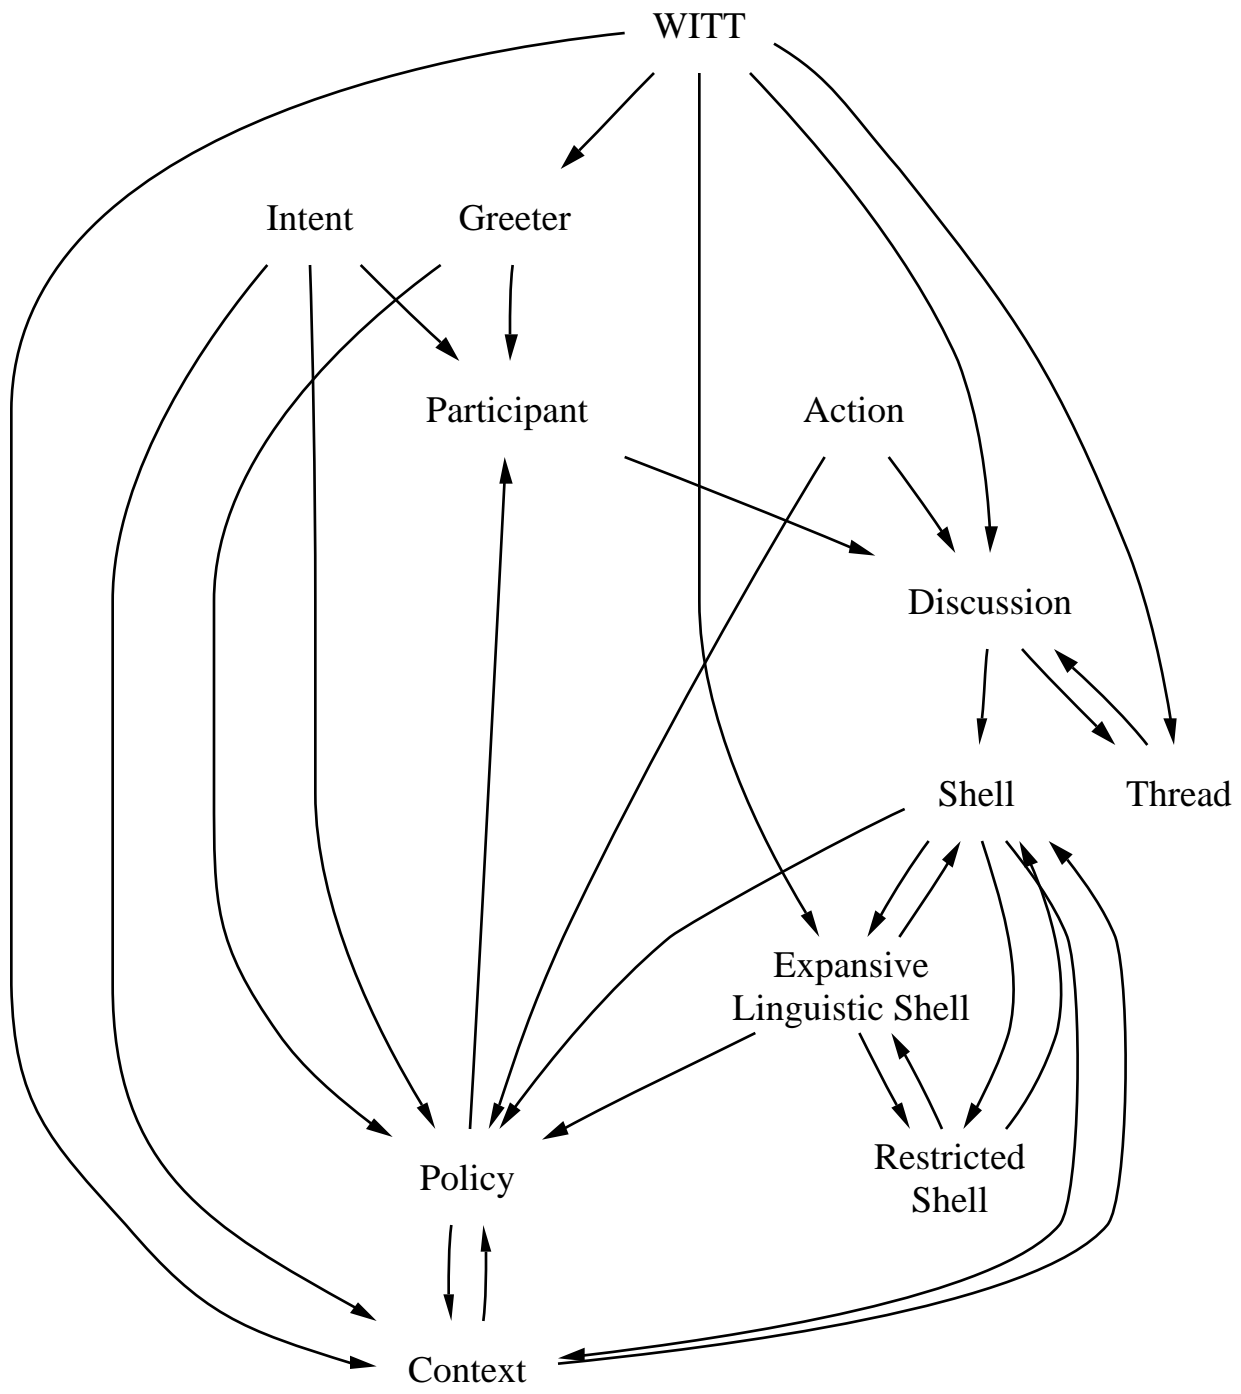 WITT
Intent
Greeter
Participant
Action
Discussion
Shell
Thread
Expansive
Linguistic Shell
Restricted
Shell
Policy
Context